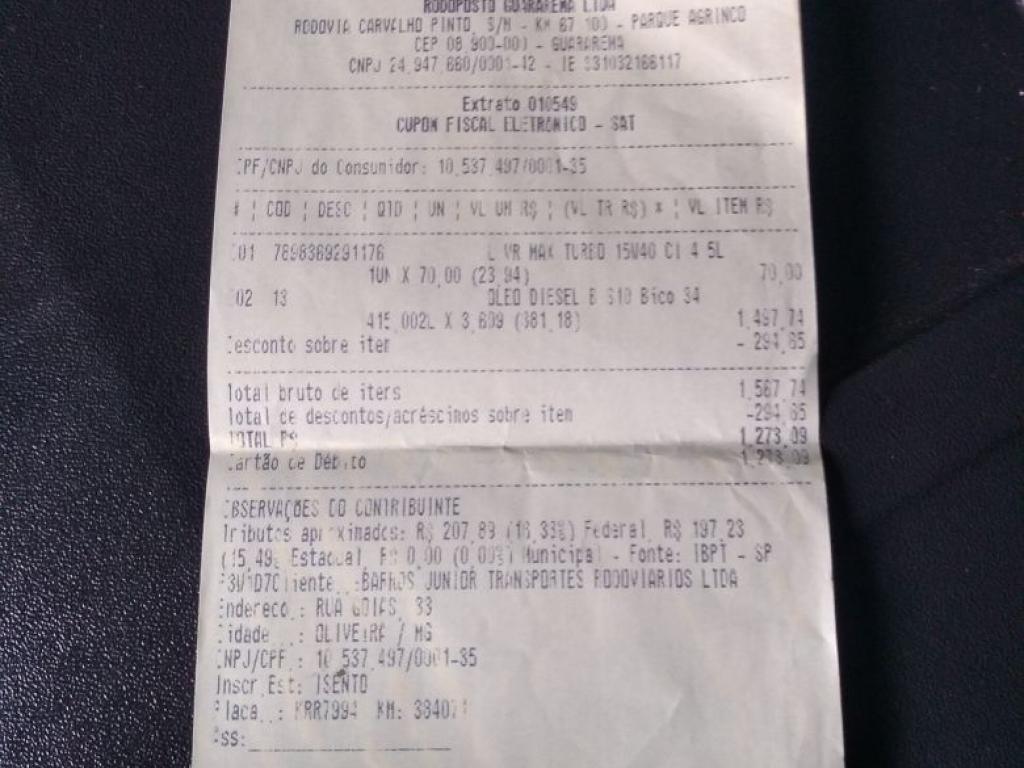 RODOPOSTO GUARAREMA LTDA
RODOVIA CARVALHO PINTO, S/N - KM 67 100 - PARQUE AGRINCO
CEP 08.900-000 - GUARAREMA
CNPJ 24.947.660/0001-42 - IE 331032166117
Extrato 010549
CUPOM FISCAL ELETRONICO - SAT
CPF/CNPJ do Consumidor: 10.537.497/0001-35
# | COD | DESC | QTD | UN | VL UN R$ | (VL TR R$) * | VL ITEM R$
001 7898389291176 L VR MAX TURBO 15W40 CI 4 5L
1UN X 70,00 (23,94) 70,00
002 13 OLEO DIESEL B S10 Bico 34
415,002L X 3,609 (381,18) 1.497,74
Desconto sobre item - 294,65
Total bruto de itens 1.567,74
Total de descontos/acréscimos sobre item -294,65
TOTAL R$ 1.273,09
Cartão de Débito 1.273,09
OBSERVAÇÕES DO CONTRIBUINTE
Tributos aproximados: R$ 207,89 (16,33%) Federal, R$ 197,23
(15,49% Estadual, R$ 0,00 (0,00%) Municipal - Fonte: IBPT - SP
Cliente..:BARROS JUNIOR TRANSPORTES RODOVIARIOS LTDA
Endereco.: RUA GOIAS, 33
Cidade ..: OLIVEIRA / MG
CNPJ/CPF.: 10.537.497/0001-35
Inscr.Est: ISENTO
Placa..: KRR7994 KM: 384071
Ass: